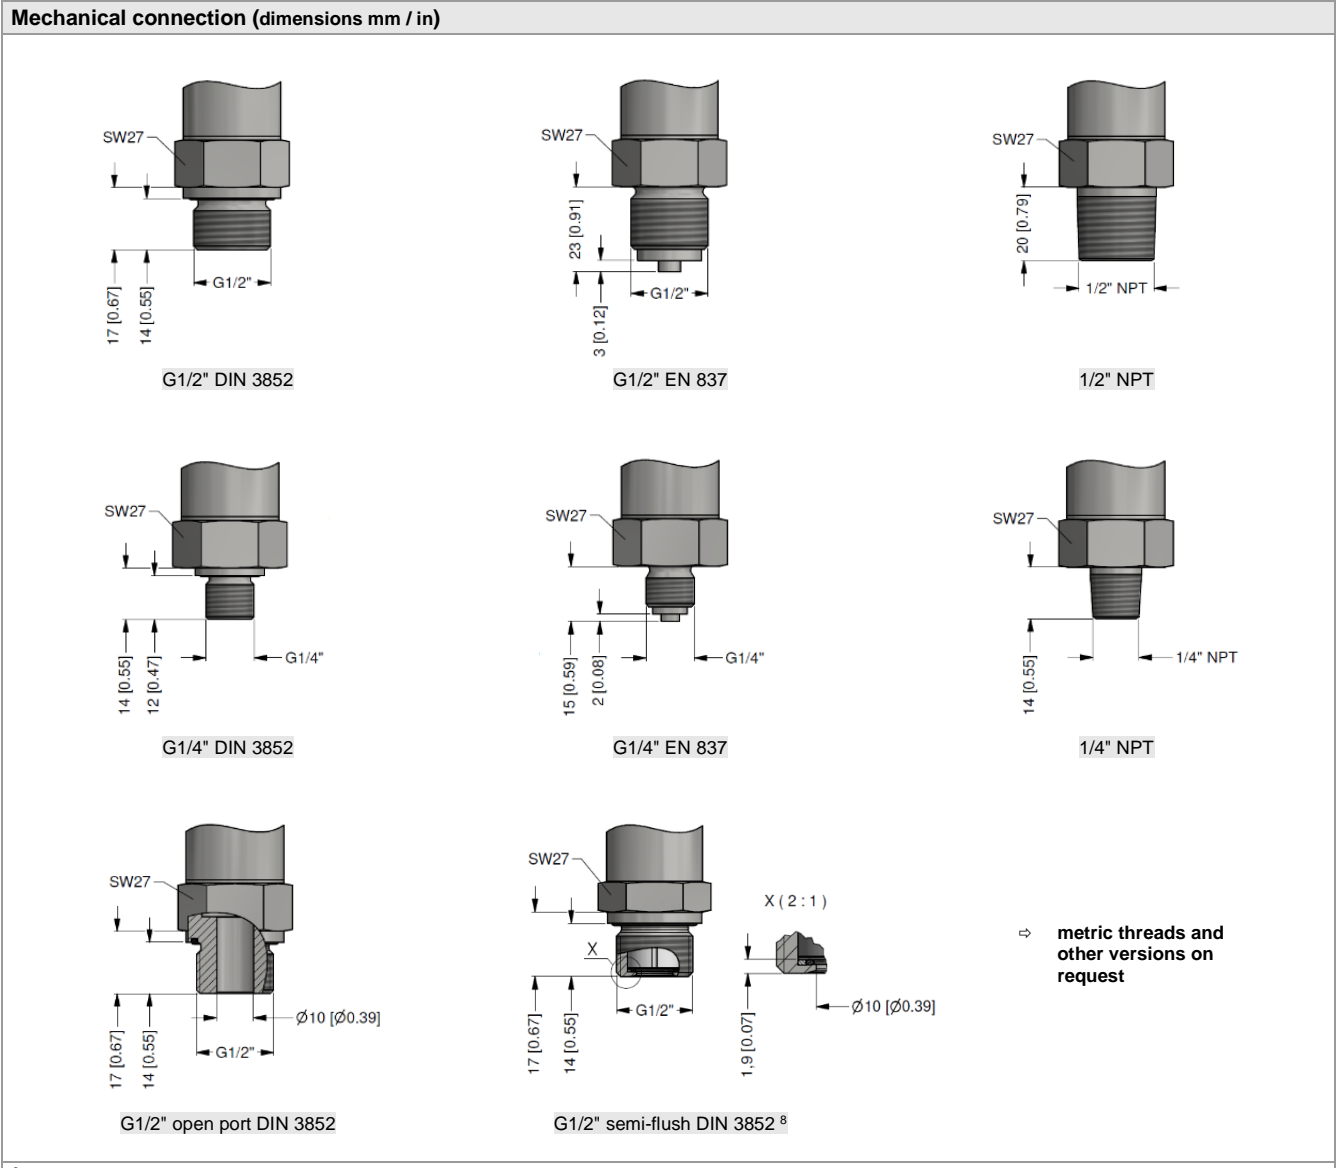 Mechanical connection (dimensions mm / in)
SW27
17 [0.67]
14 [0.55]
G1/2"
G1/2" DIN 3852
SW27
23 [0.91]
3 [0.12]
G1/2"
G1/2" EN 837
SW27
20 [0.79]
1/2" NPT
1/2" NPT
SW27
14 [0.55]
12 [0.47]
G1/4"
G1/4" DIN 3852
SW27
15 [0.59]
2 [0.08]
G1/4"
G1/4" EN 837
SW27
14 [0.55]
1/4" NPT
1/4" NPT
SW27
17 [0.67]
14 [0.55]
Ø10 [Ø0.39]
G1/2"
G1/2" open port DIN 3852
SW27
X
17 [0.67]
14 [0.55]
G1/2"
X ( 2 : 1 )
1,9 [0.07]
Ø10 [Ø0.39]
G1/2" semi-flush DIN 3852 ⁸
⇨ metric threads and
other versions on
request